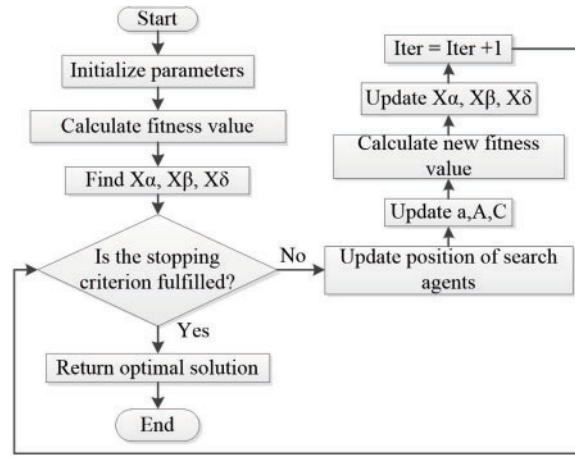 Start
Initialize parameters
Calculate fitness value
Find Xα, Xβ, Xδ
Is the stopping
criterion fulfilled?
No
Yes
Return optimal solution
End
Update position of search
agents
Update a,A,C
Calculate new fitness
value
Update Xα, Xβ, Xδ
Iter = Iter +1